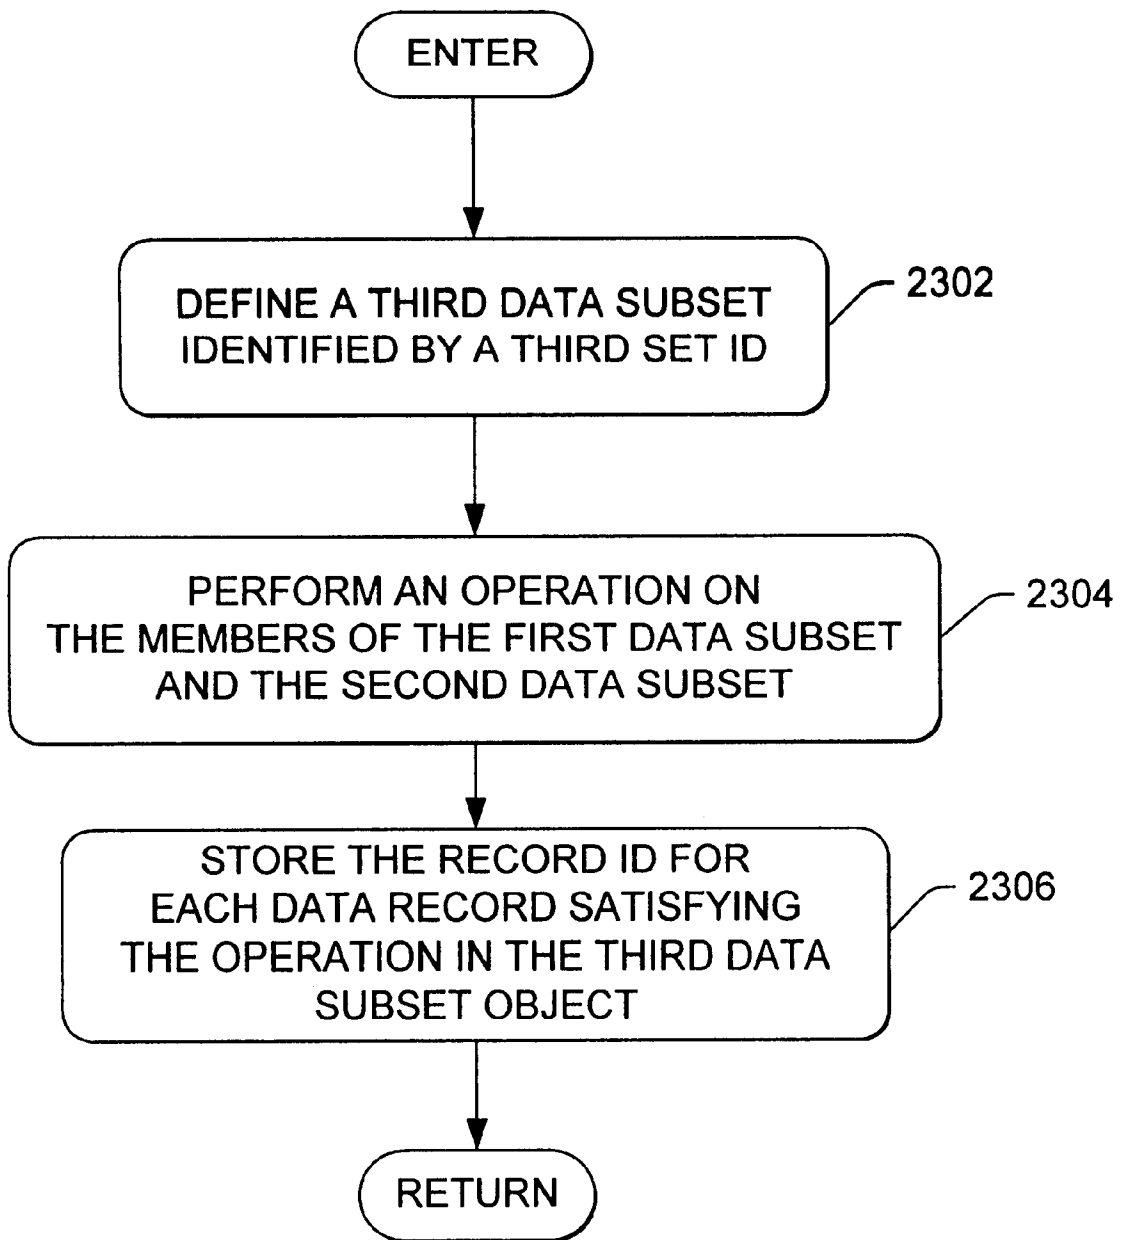 ENTER
DEFINE A THIRD DATA SUBSET
IDENTIFIED BY A THIRD SET ID
2302
PERFORM AN OPERATION ON
THE MEMBERS OF THE FIRST DATA SUBSET
AND THE SECOND DATA SUBSET
2304
STORE THE RECORD ID FOR
EACH DATA RECORD SATISFYING
THE OPERATION IN THE THIRD DATA
SUBSET OBJECT
2306
RETURN